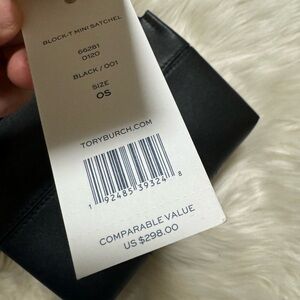 BLOCK-T MINI SATCHEL
66281
0120
BLACK / 001
SIZE
OS
TORYBURCH.COM
1 92485 39324 8
COMPARABLE VALUE
US $298.00